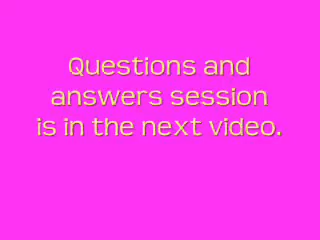 Questions and
answers session
is in the next video.